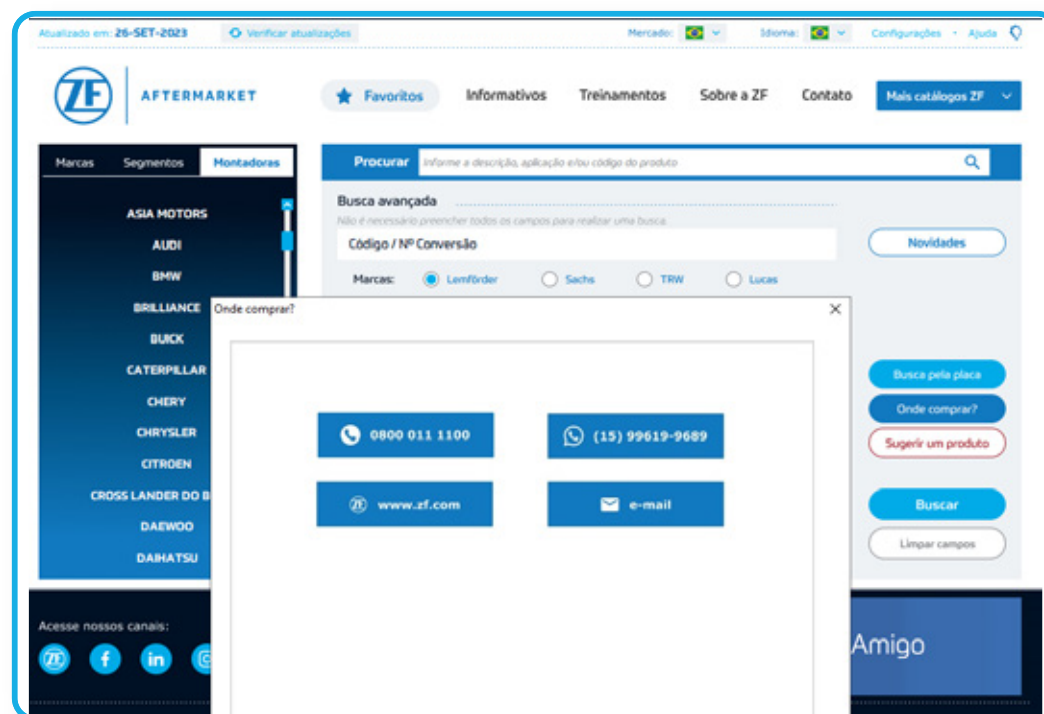 Atualizado em: 26-SET-2023 Verificar atualizações Mercado: Idioma: Configurações • Ajuda
ZF AFTERMARKET
Favoritos Informativos Treinamentos Sobre a ZF Contato Mais catálogos ZF
Marcas Segmentos Montadoras
ASIA MOTORS
AUDI
BMW
BRILLIANCE
BUICK
CATERPILLAR
CHERY
CHRYSLER
CITROEN
CROSS LANDER DO B
DAEWOO
DAIHATSU
Procurar Informe a descrição, aplicação e/ou código do produto
Busca avançada
Não é necessário preencher todos os campos para realizar uma busca.
Código / Nº Conversão
Marcas: Lemförder Sachs TRW Lucas
Novidades
Busca pela placa
Onde comprar?
Sugerir um produto
Buscar
Limpar campos
Onde comprar?
0800 011 1100
(15) 99619-9689
www.zf.com
e-mail
Acesse nossos canais:
Amigo